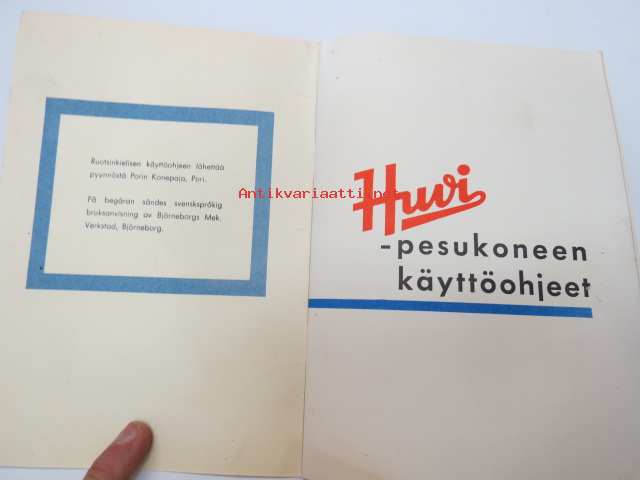 Ruotsinkielisen käyttöohjeen lähettää
pyynnöstä Porin Konepaja, Pori.
Få begäran sändes svenskspråkig
bruksanvisning av Björneborgs Mek.
Verkstad, Björneborg.
Antikvariaatti.net
Huvi
-pesukoneen
käyttöohjeet